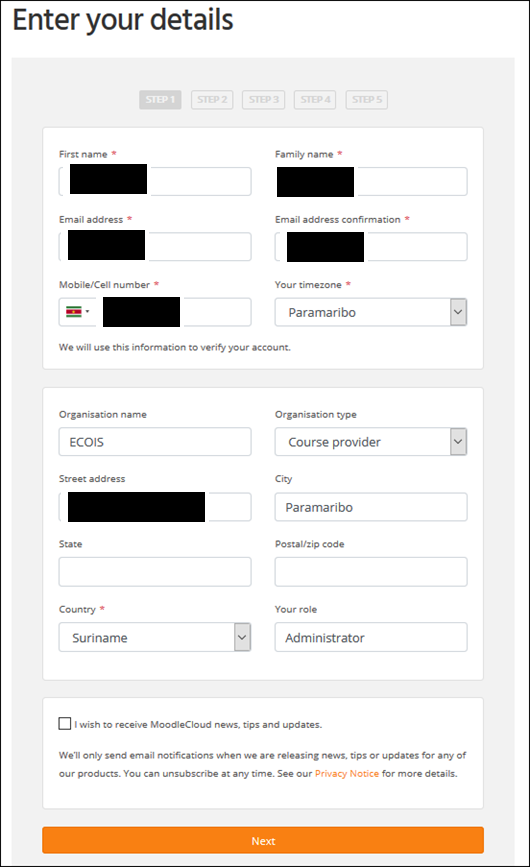 Enter your details
STEP 1 STEP 2 STEP 3 STEP 4 STEP 5
First name * Family name *
Email address * Email address confirmation *
Mobile/Cell number * Your timezone *
Paramaribo
We will use this information to verify your account.
Organisation name Organisation type
ECOIS Course provider
Street address City
Paramaribo
State Postal/zip code
Country * Your role
Suriname Administrator
I wish to receive MoodleCloud news, tips and updates.
We'll only send email notifications when we are releasing news, tips or updates for any of
our products. You can unsubscribe at any time. See our Privacy Notice for more details.
Next